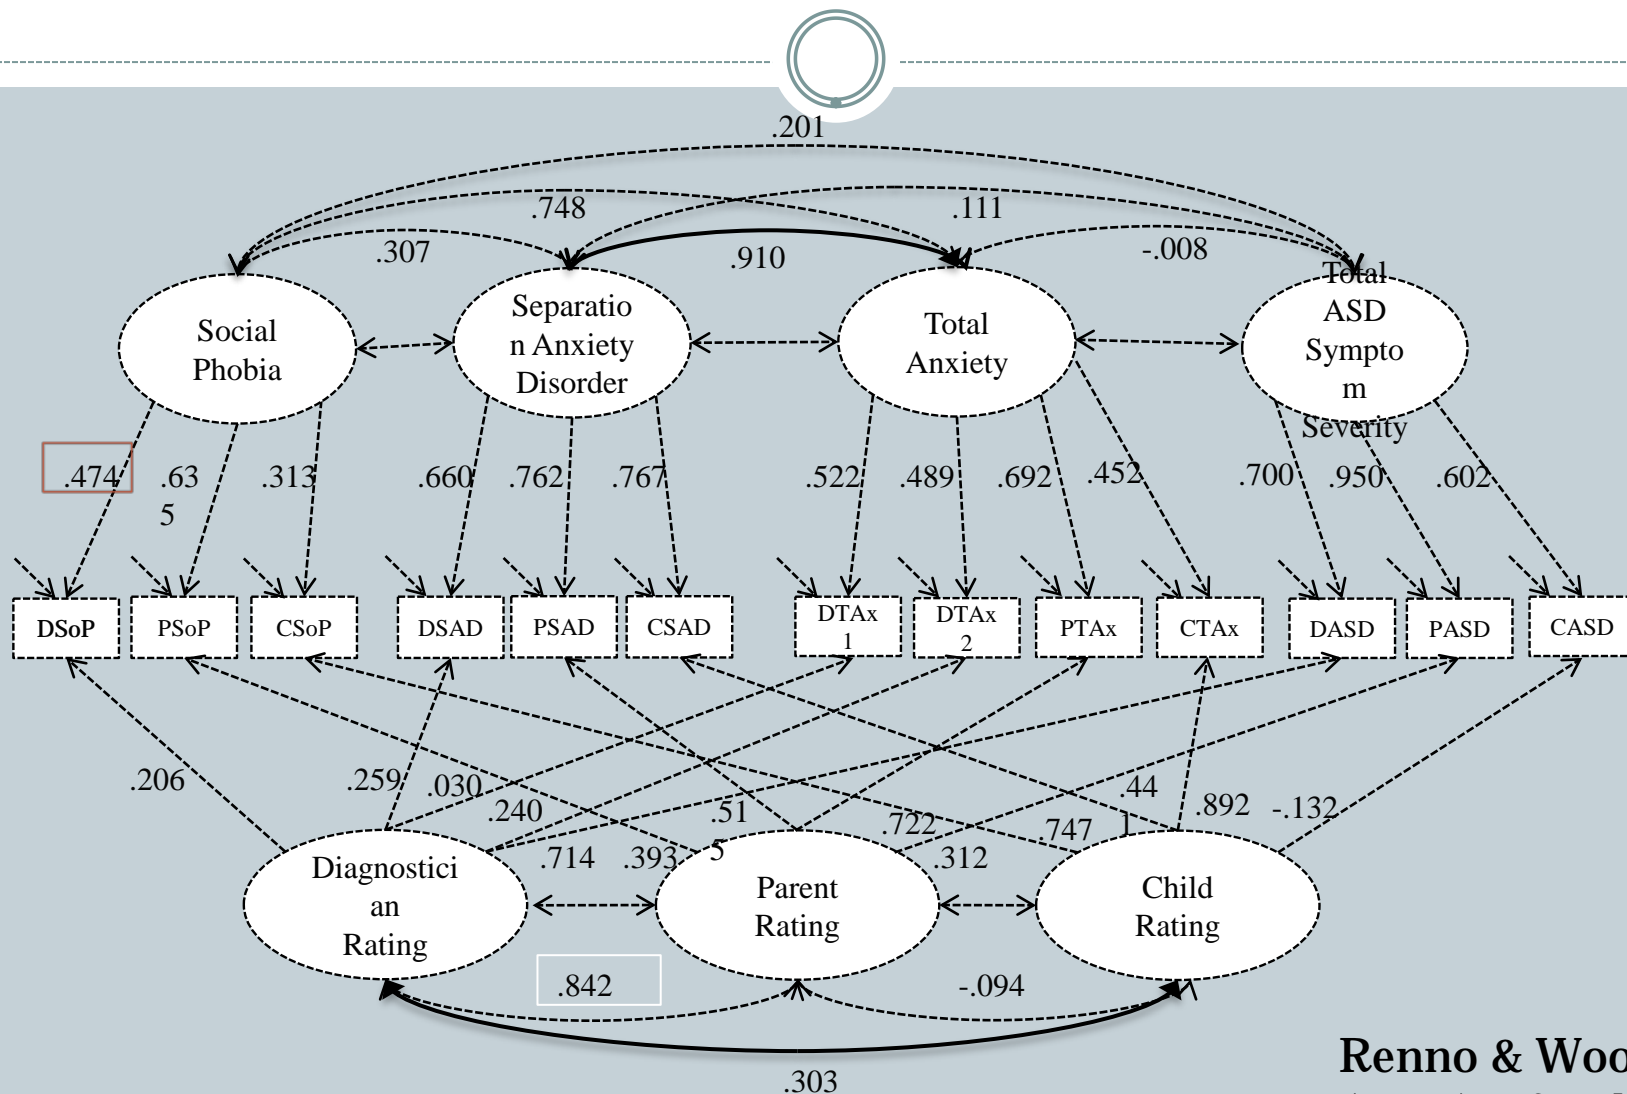 .201
.748
.111
.307
.910
-.008
Social
Phobia
Separatio
n Anxiety
Disorder
Total
Anxiety
Total
ASD
Sympto
m
Severity
.474
.63
5
.313
.660
.762
.767
.522
.489
.692
.452
.700
.950
.602
DSoP
PSoP
CSoP
DSAD
PSAD
CSAD
DTAx
1
DTAx
2
PTAx
CTAx
DASD
PASD
CASD
.206
.259
.030
.240
.714
.393
.51
5
.722
.312
.747
.44
1
.892
-.132
Diagnostici
an
Rating
Parent
Rating
Child
Rating
.842
-.094
.303
Renno & Woo